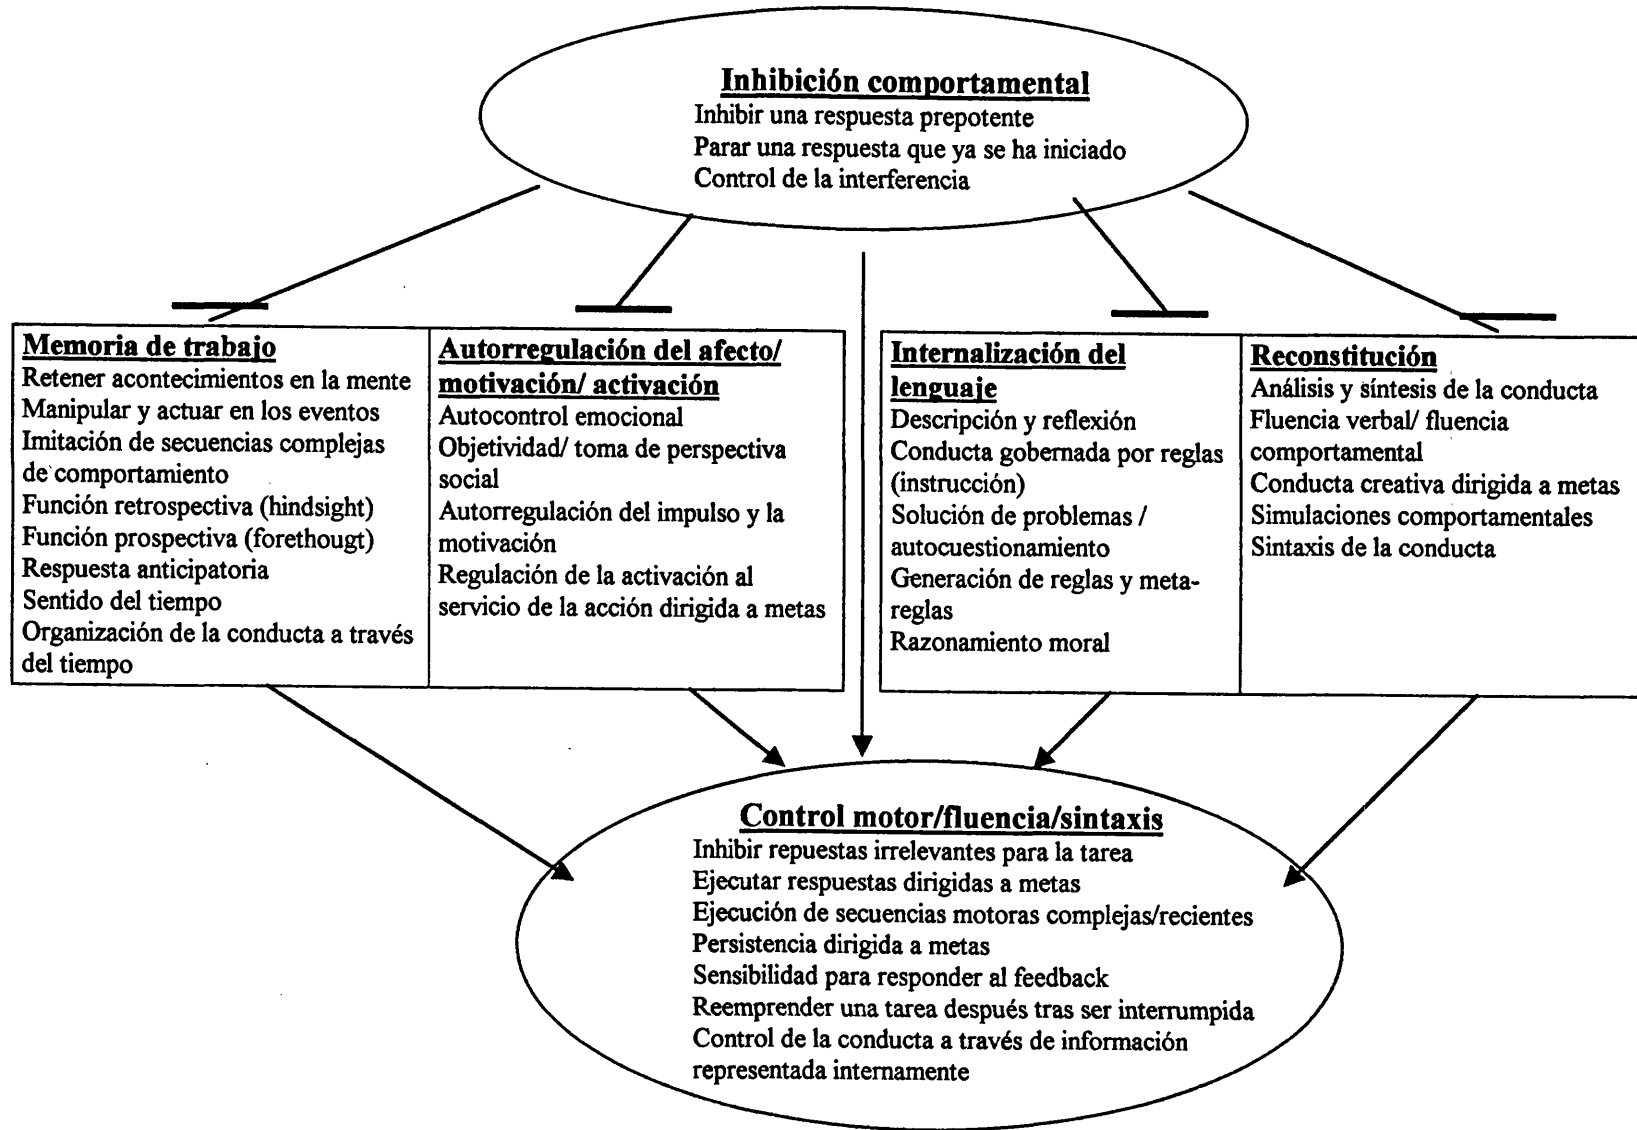 Inhibición comportamental
Inhibir una respuesta prepotente
Parar una respuesta que ya se ha iniciado
Control de la interferencia
Memoria de trabajo
Retener acontecimientos en la mente
Manipular y actuar en los eventos
Imitación de secuencias complejas
de comportamiento
Función retrospectiva (hindsight)
Función prospectiva (forethougt)
Respuesta anticipatoria
Sentido del tiempo
Organización de la conducta a través
del tiempo
Autorregulación del afecto/
motivación/ activación
Autocontrol emocional
Objetividad/ toma de perspectiva
social
Autorregulación del impulso y la
motivación
Regulación de la activación al
servicio de la acción dirigida a metas
Internalización del
lenguaje
Descripción y reflexión
Conducta gobernada por reglas
(instrucción)
Solución de problemas /
autocuestionamiento
Generación de reglas y meta-
reglas
Razonamiento moral
Reconstitución
Análisis y síntesis de la conducta
Fluencia verbal/ fluencia
comportamental
Conducta creativa dirigida a metas
Simulaciones comportamentales
Sintaxis de la conducta
Control motor/fluencia/sintaxis
Inhibir repuestas irrelevantes para la tarea
Ejecutar respuestas dirigidas a metas
Ejecución de secuencias motoras complejas/recientes
Persistencia dirigida a metas
Sensibilidad para responder al feedback
Reemprender una tarea después tras ser interrumpida
Control de la conducta a través de información
representada internamente